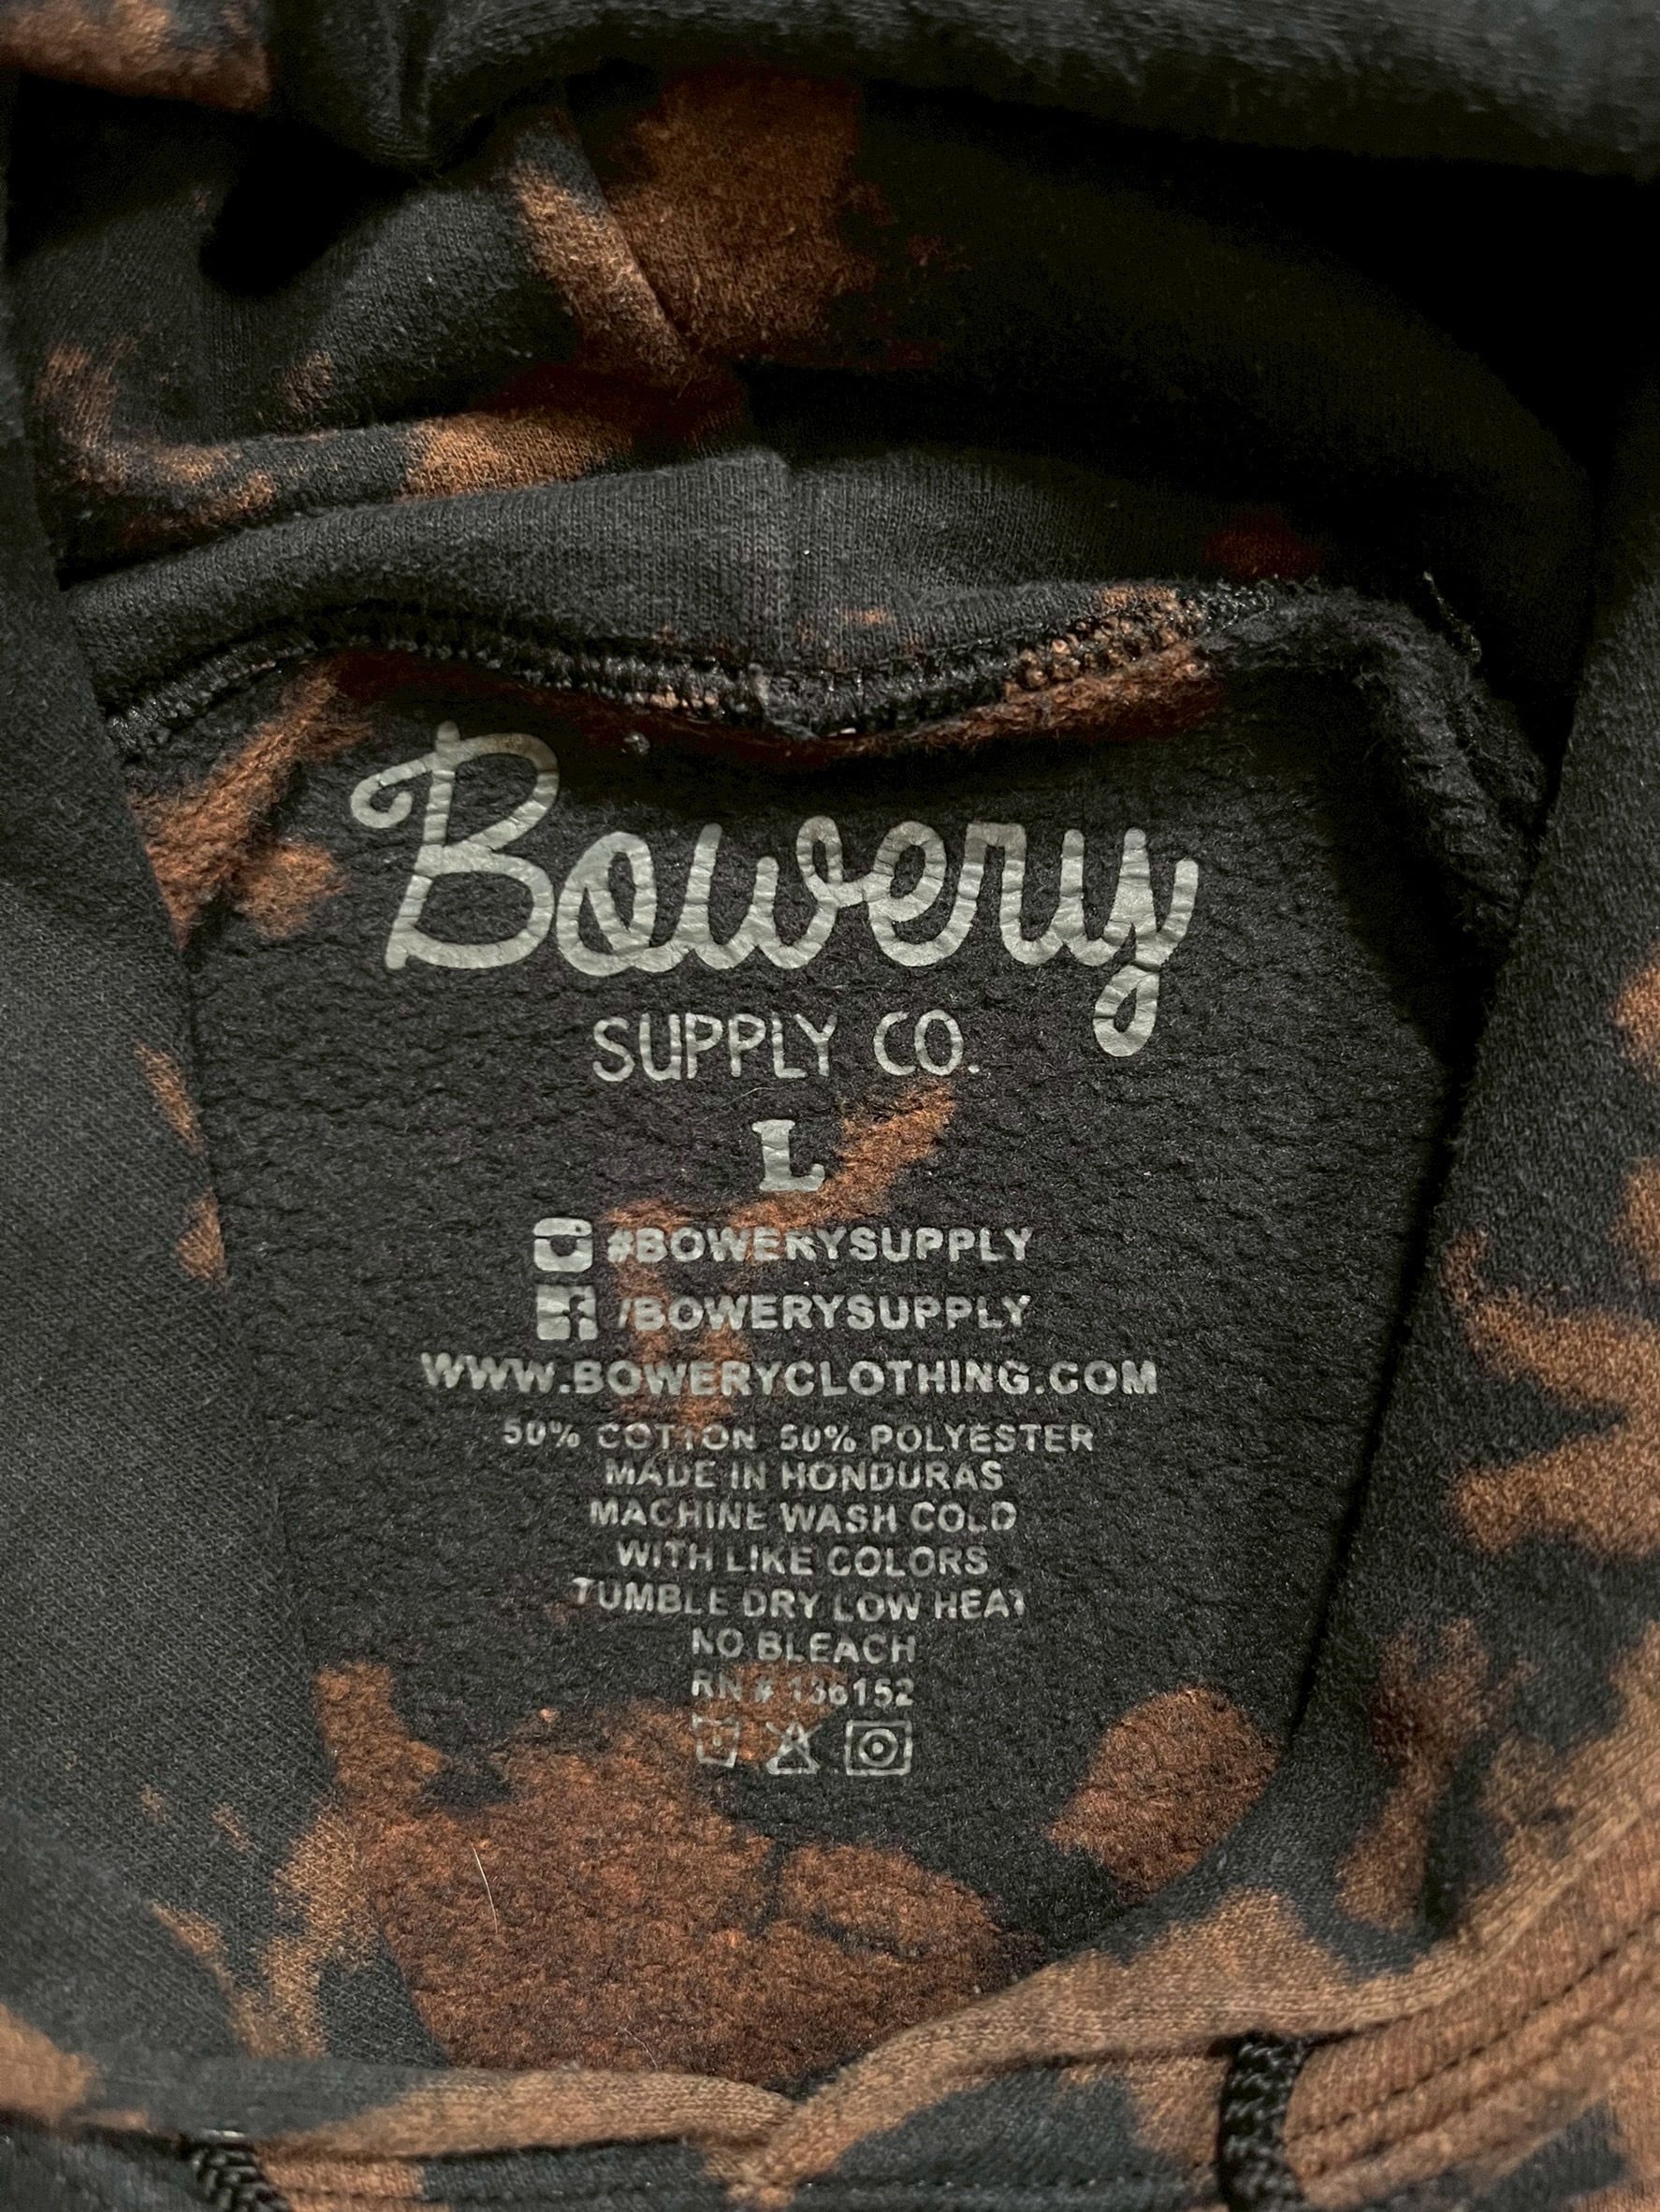 Bowery
SUPPLY CO.
L
#BOWERYSUPPLY
/BOWERYSUPPLY
WWW.BOWERYCLOTHING.COM
50% COTTON 50% POLYESTER
MADE IN HONDURAS
MACHINE WASH COLD
WITH LIKE COLORS
TUMBLE DRY LOW HEAT
NO BLEACH
RN # 136152